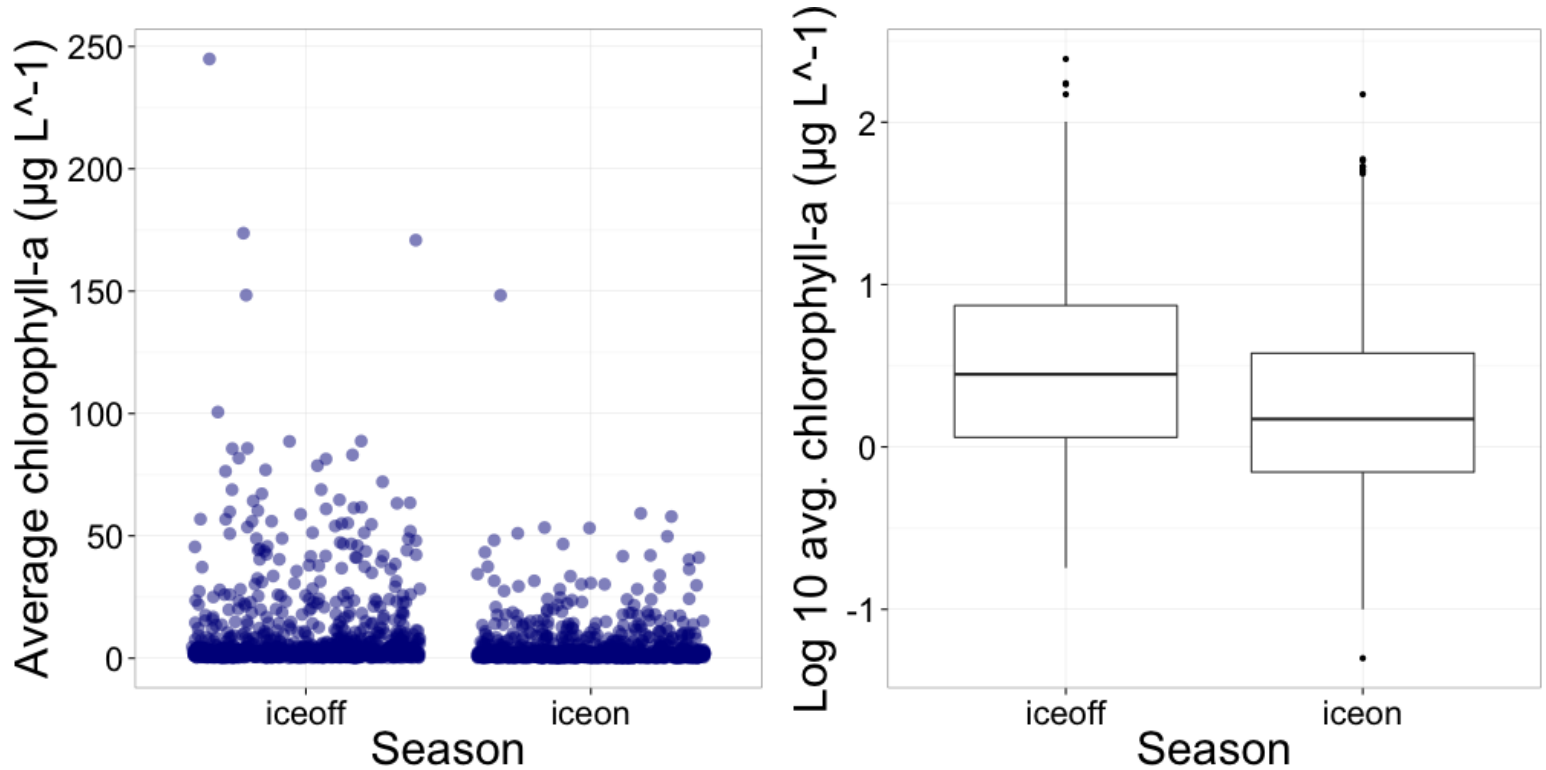 Average chlorophyll-a (µg L^-1)
250
200
150
100
50
0
iceoff
iceon
Season
Log 10 avg. chlorophyll-a (µg L^-1)
2
1
0
-1
iceoff
iceon
Season